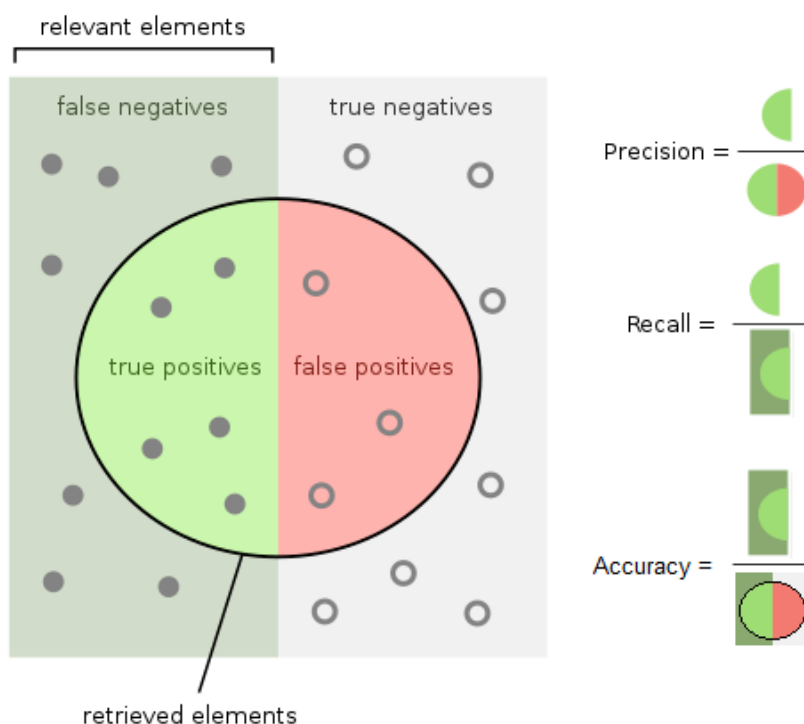 relevant elements
false negatives
true negatives
true positives
false positives
retrieved elements
Precision =
Recall =
Accuracy =